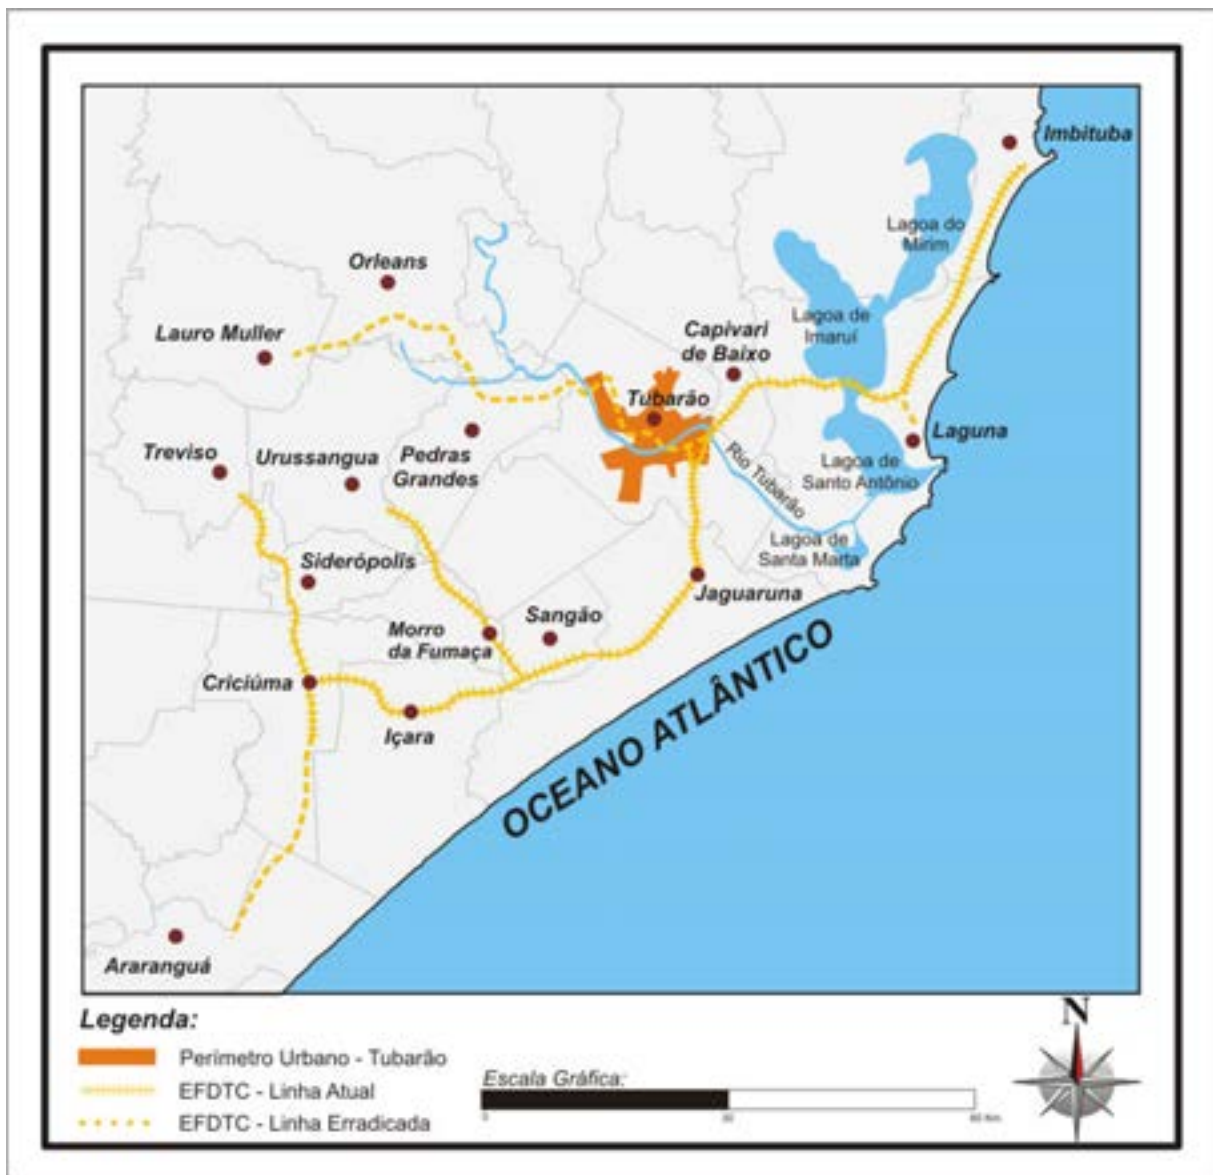 Imbituba
Lagoa do
Mirim
Orleans
Lagoa de
Imaruí
Lauro Muller
Capivari
de Baixo
Tubarão
Laguna
Treviso
Urussangua
Pedras
Grandes
Rio Tubarão
Lagoa de
Santo Antônio
Lagoa de
Santa Marta
Siderópolis
Jaguaruna
Sangão
Morro
da Fumaça
Criciúma
Içara
OCEANO ATLÂNTICO
Araranguá
Legenda:
N
Perímetro Urbano - Tubarão
EFDTC - Linha Atual
EFDTC - Linha Erradicada
Escala Gráfica:
0